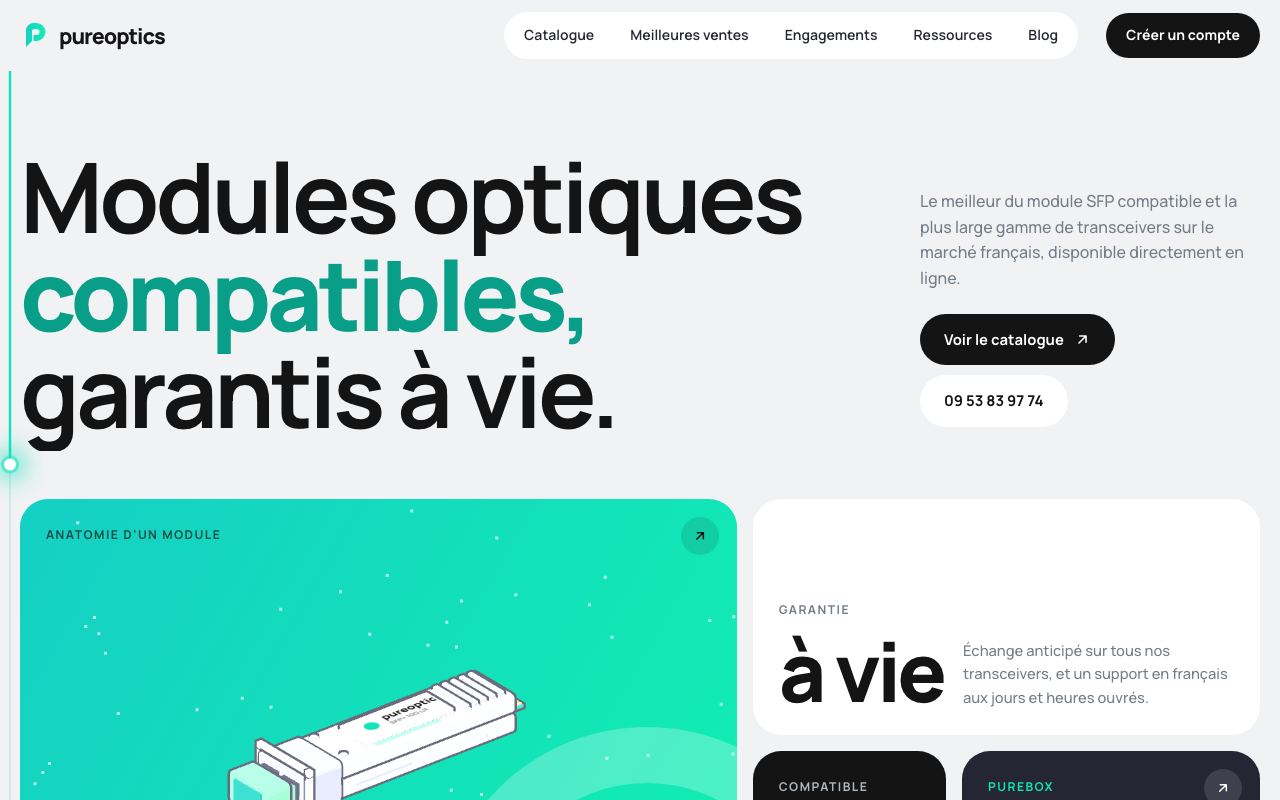 pureoptics
Catalogue
Meilleures ventes
Engagements
Ressources
Blog
Créer un compte
Modules optiques
compatibles,
garantis à vie.
Le meilleur du module SFP compatible et la
plus large gamme de transceivers sur le
marché français, disponible directement en
ligne.
Voir le catalogue
09 53 83 97 74
ANATOMIE D'UN MODULE
pureoptic
GARANTIE
à vie
Échange anticipé sur tous nos
transceivers, et un support en français
aux jours et heures ouvrés.
COMPATIBLE
PUREBOX